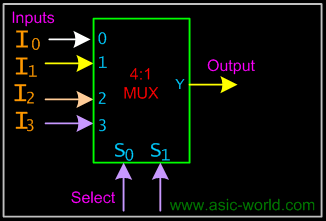 Inputs
I0
0
I1
1
4:1
MUX
Output
Y
I2
2
I3
3
S0 S1
Select
www.asic-world.com